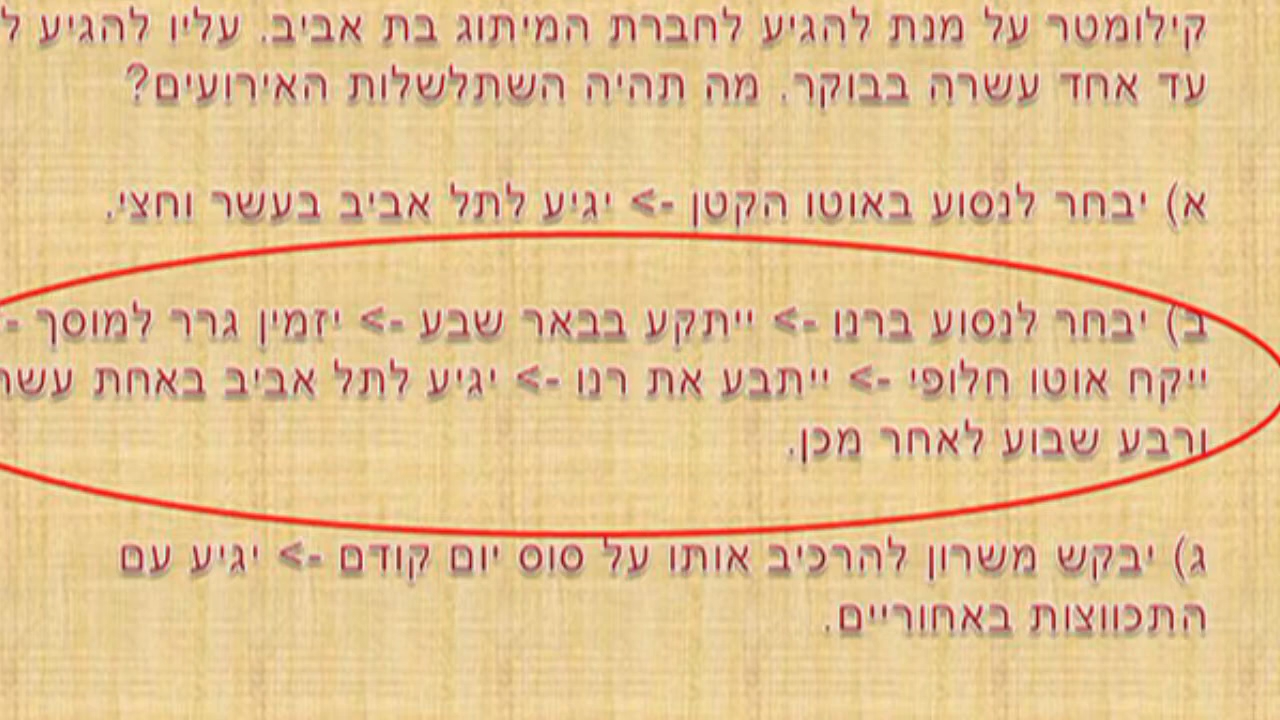 קילומטר על מנת להגיע לחברת המיתוג בת אביב. עליו להגיע
עד אחד עשרה בבוקר. מה תהיה השתלשלות האירועים?
א) יבחר לנסוע באוטו הקטן -> יגיע לתל אביב בעשר וחצי.
ב) יבחר לנסוע ברנו -> ייתקע בבאר שבע -> יזמין גרר למוסך -
ייקח אוטו חלופי -> ייתבע את רנו -> יגיע לתל אביב באחת
ורבע שבוע לאחר מכן.
ג) יבקש משרון להרכיב אותו על סוס יום קודם -> יגיע עם
התכווצות באחוריים.